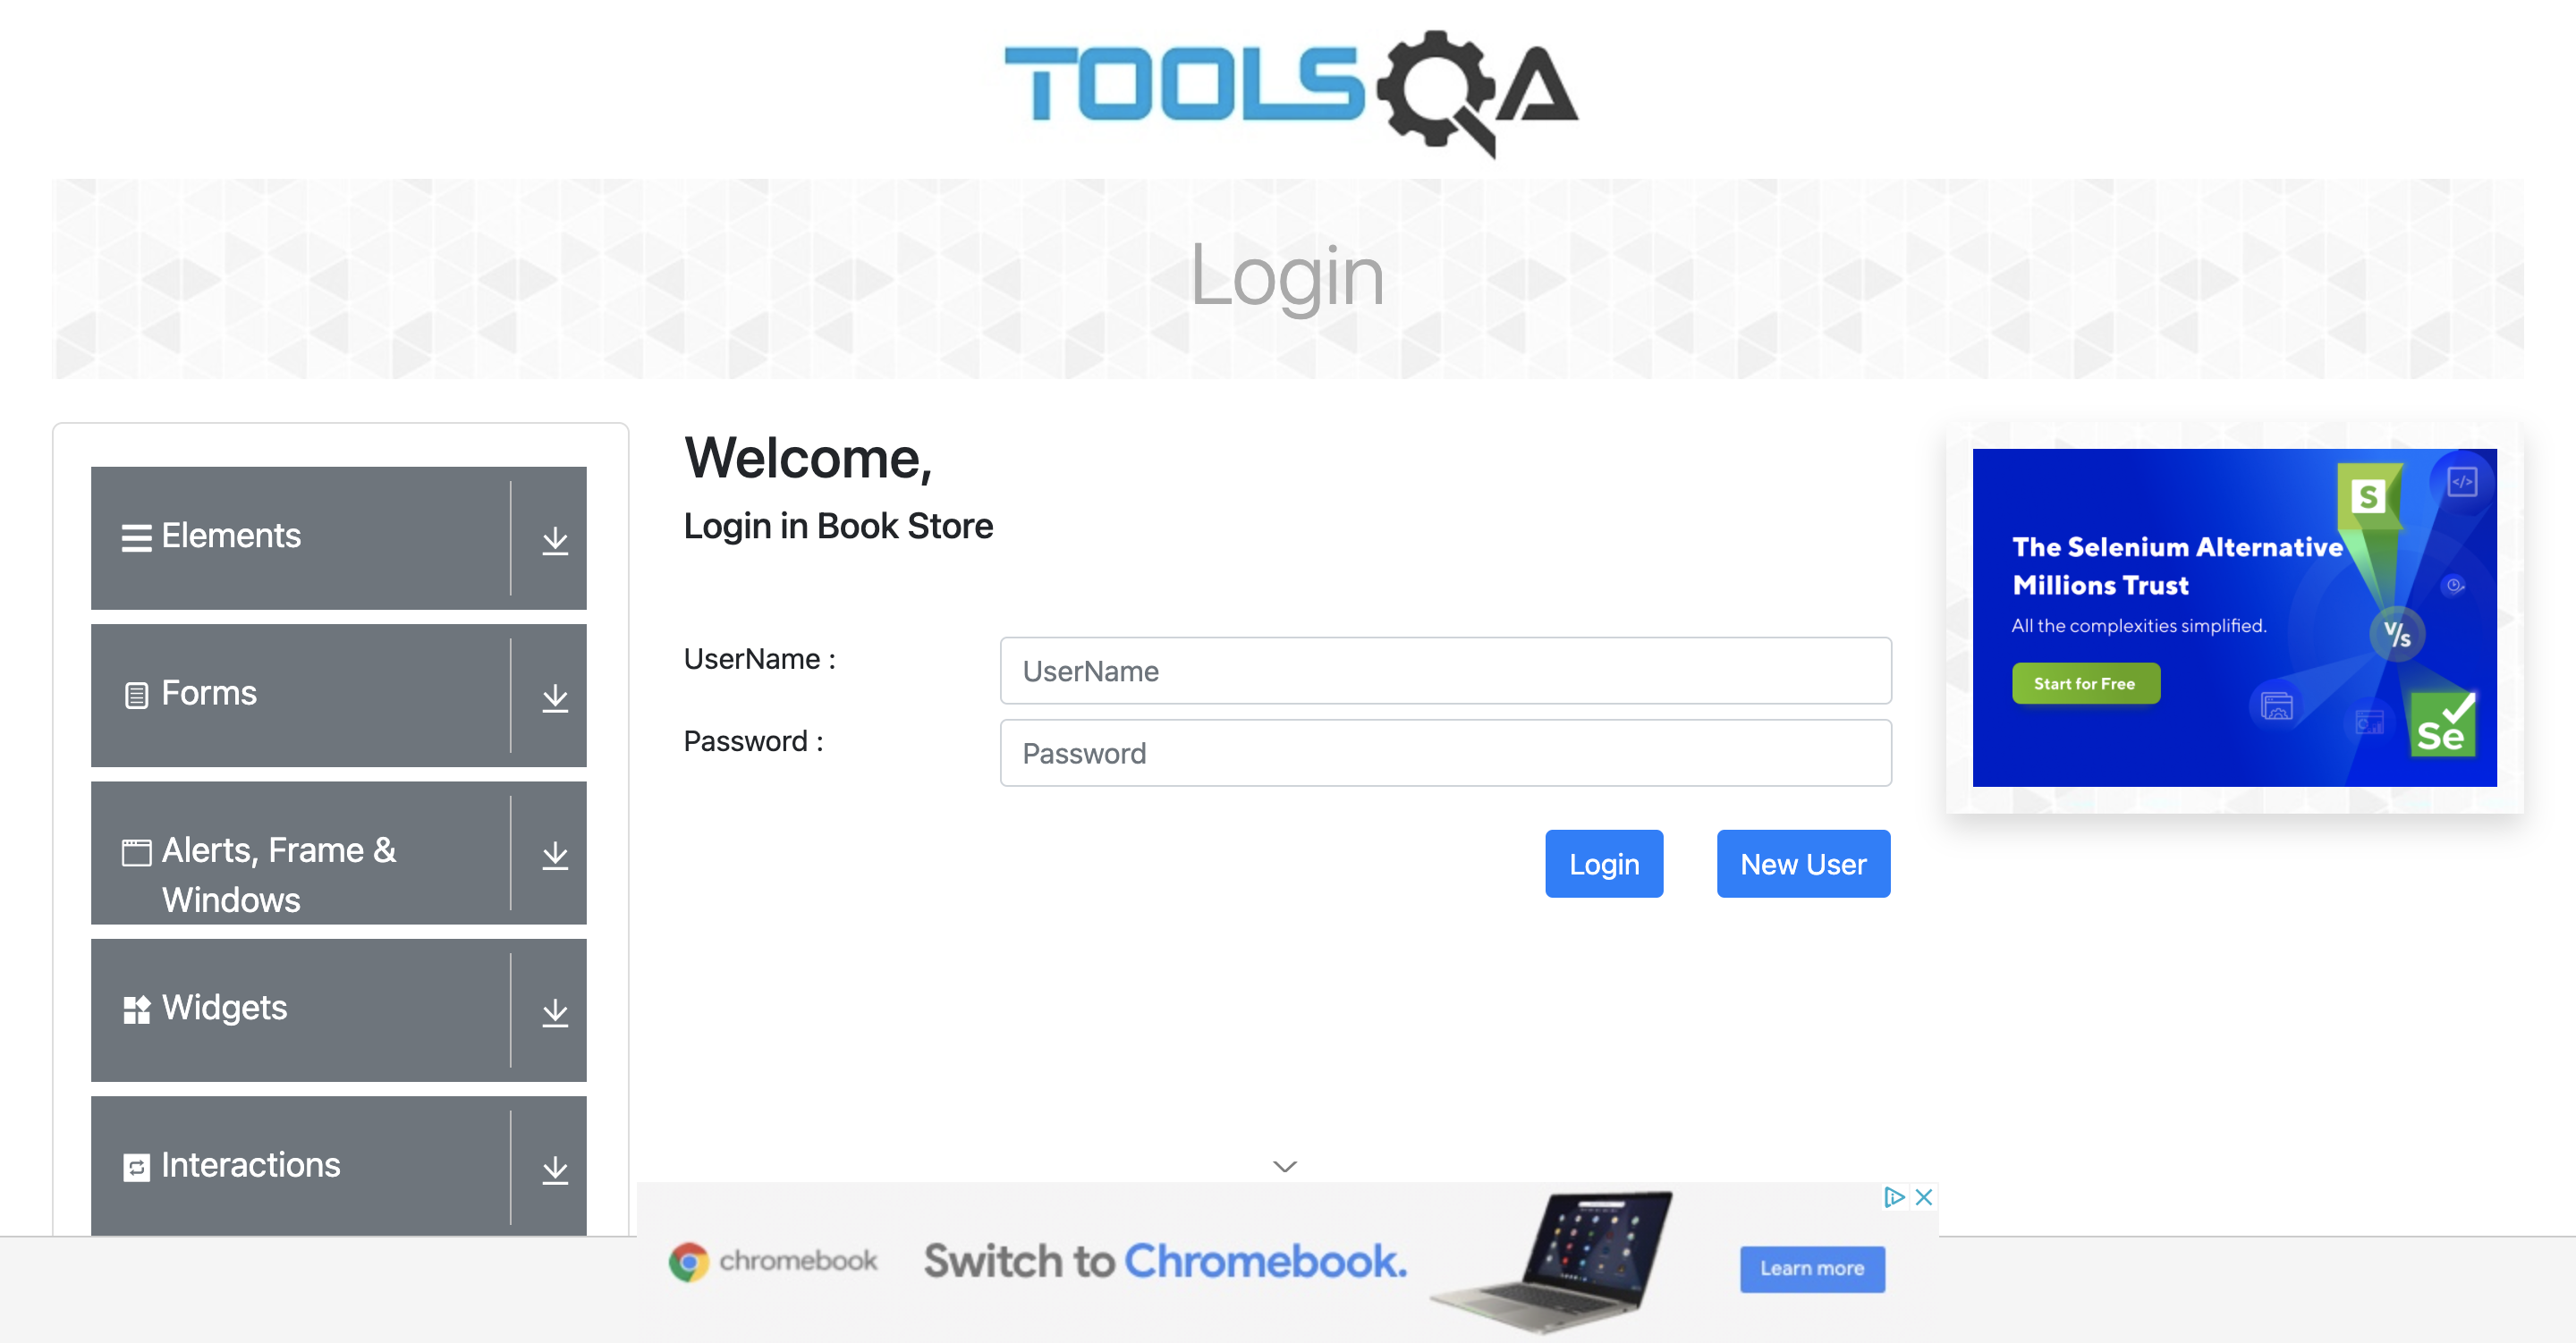 TOOLSQA
Login
Elements
Forms
Alerts, Frame &
Windows
Widgets
Interactions
Welcome,
Login in Book Store
UserName :
UserName
Password :
Password
Login
New User
The Selenium Alternative
Millions Trust
All the complexities simplified.
Start for Free
S
</>
V/s
Se
chromebook
Switch to Chromebook.
Learn more